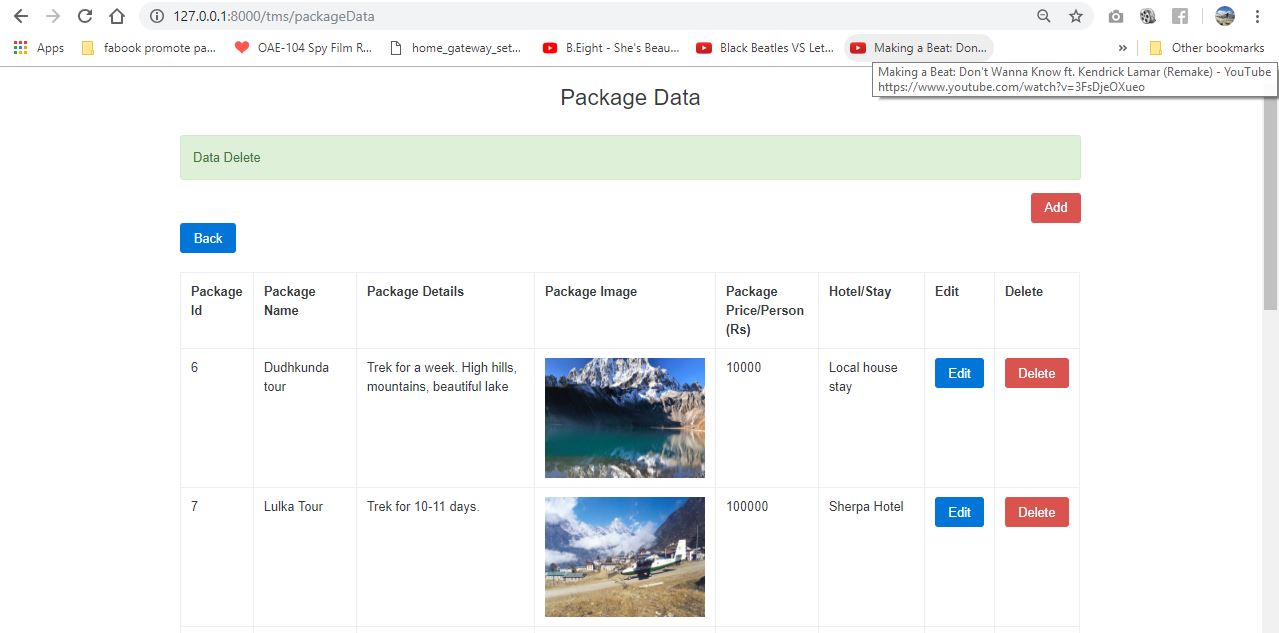 127.0.0.1:8000/tms/packageData
Apps fabook promote pa... OAE-104 Spy Film R... home_gateway_set... B.Eight - She's Beau... Black Beatles VS Let... Making a Beat: Don... » Other bookmarks
Making a Beat: Don't Wanna Know ft. Kendrick Lamar (Remake) - YouTube
https://www.youtube.com/watch?v=3FsDjeOXueo
Package Data
Data Delete
Add
Back
Package Id
Package Name
Package Details
Package Image
Package Price/Person (Rs)
Hotel/Stay
Edit
Delete
6
Dudhkunda
tour
Trek for a week. High hills,
mountains, beautiful lake
10000
Local house
stay
Edit
Delete
7
Lulka Tour
Trek for 10-11 days.
100000
Sherpa Hotel
Edit
Delete